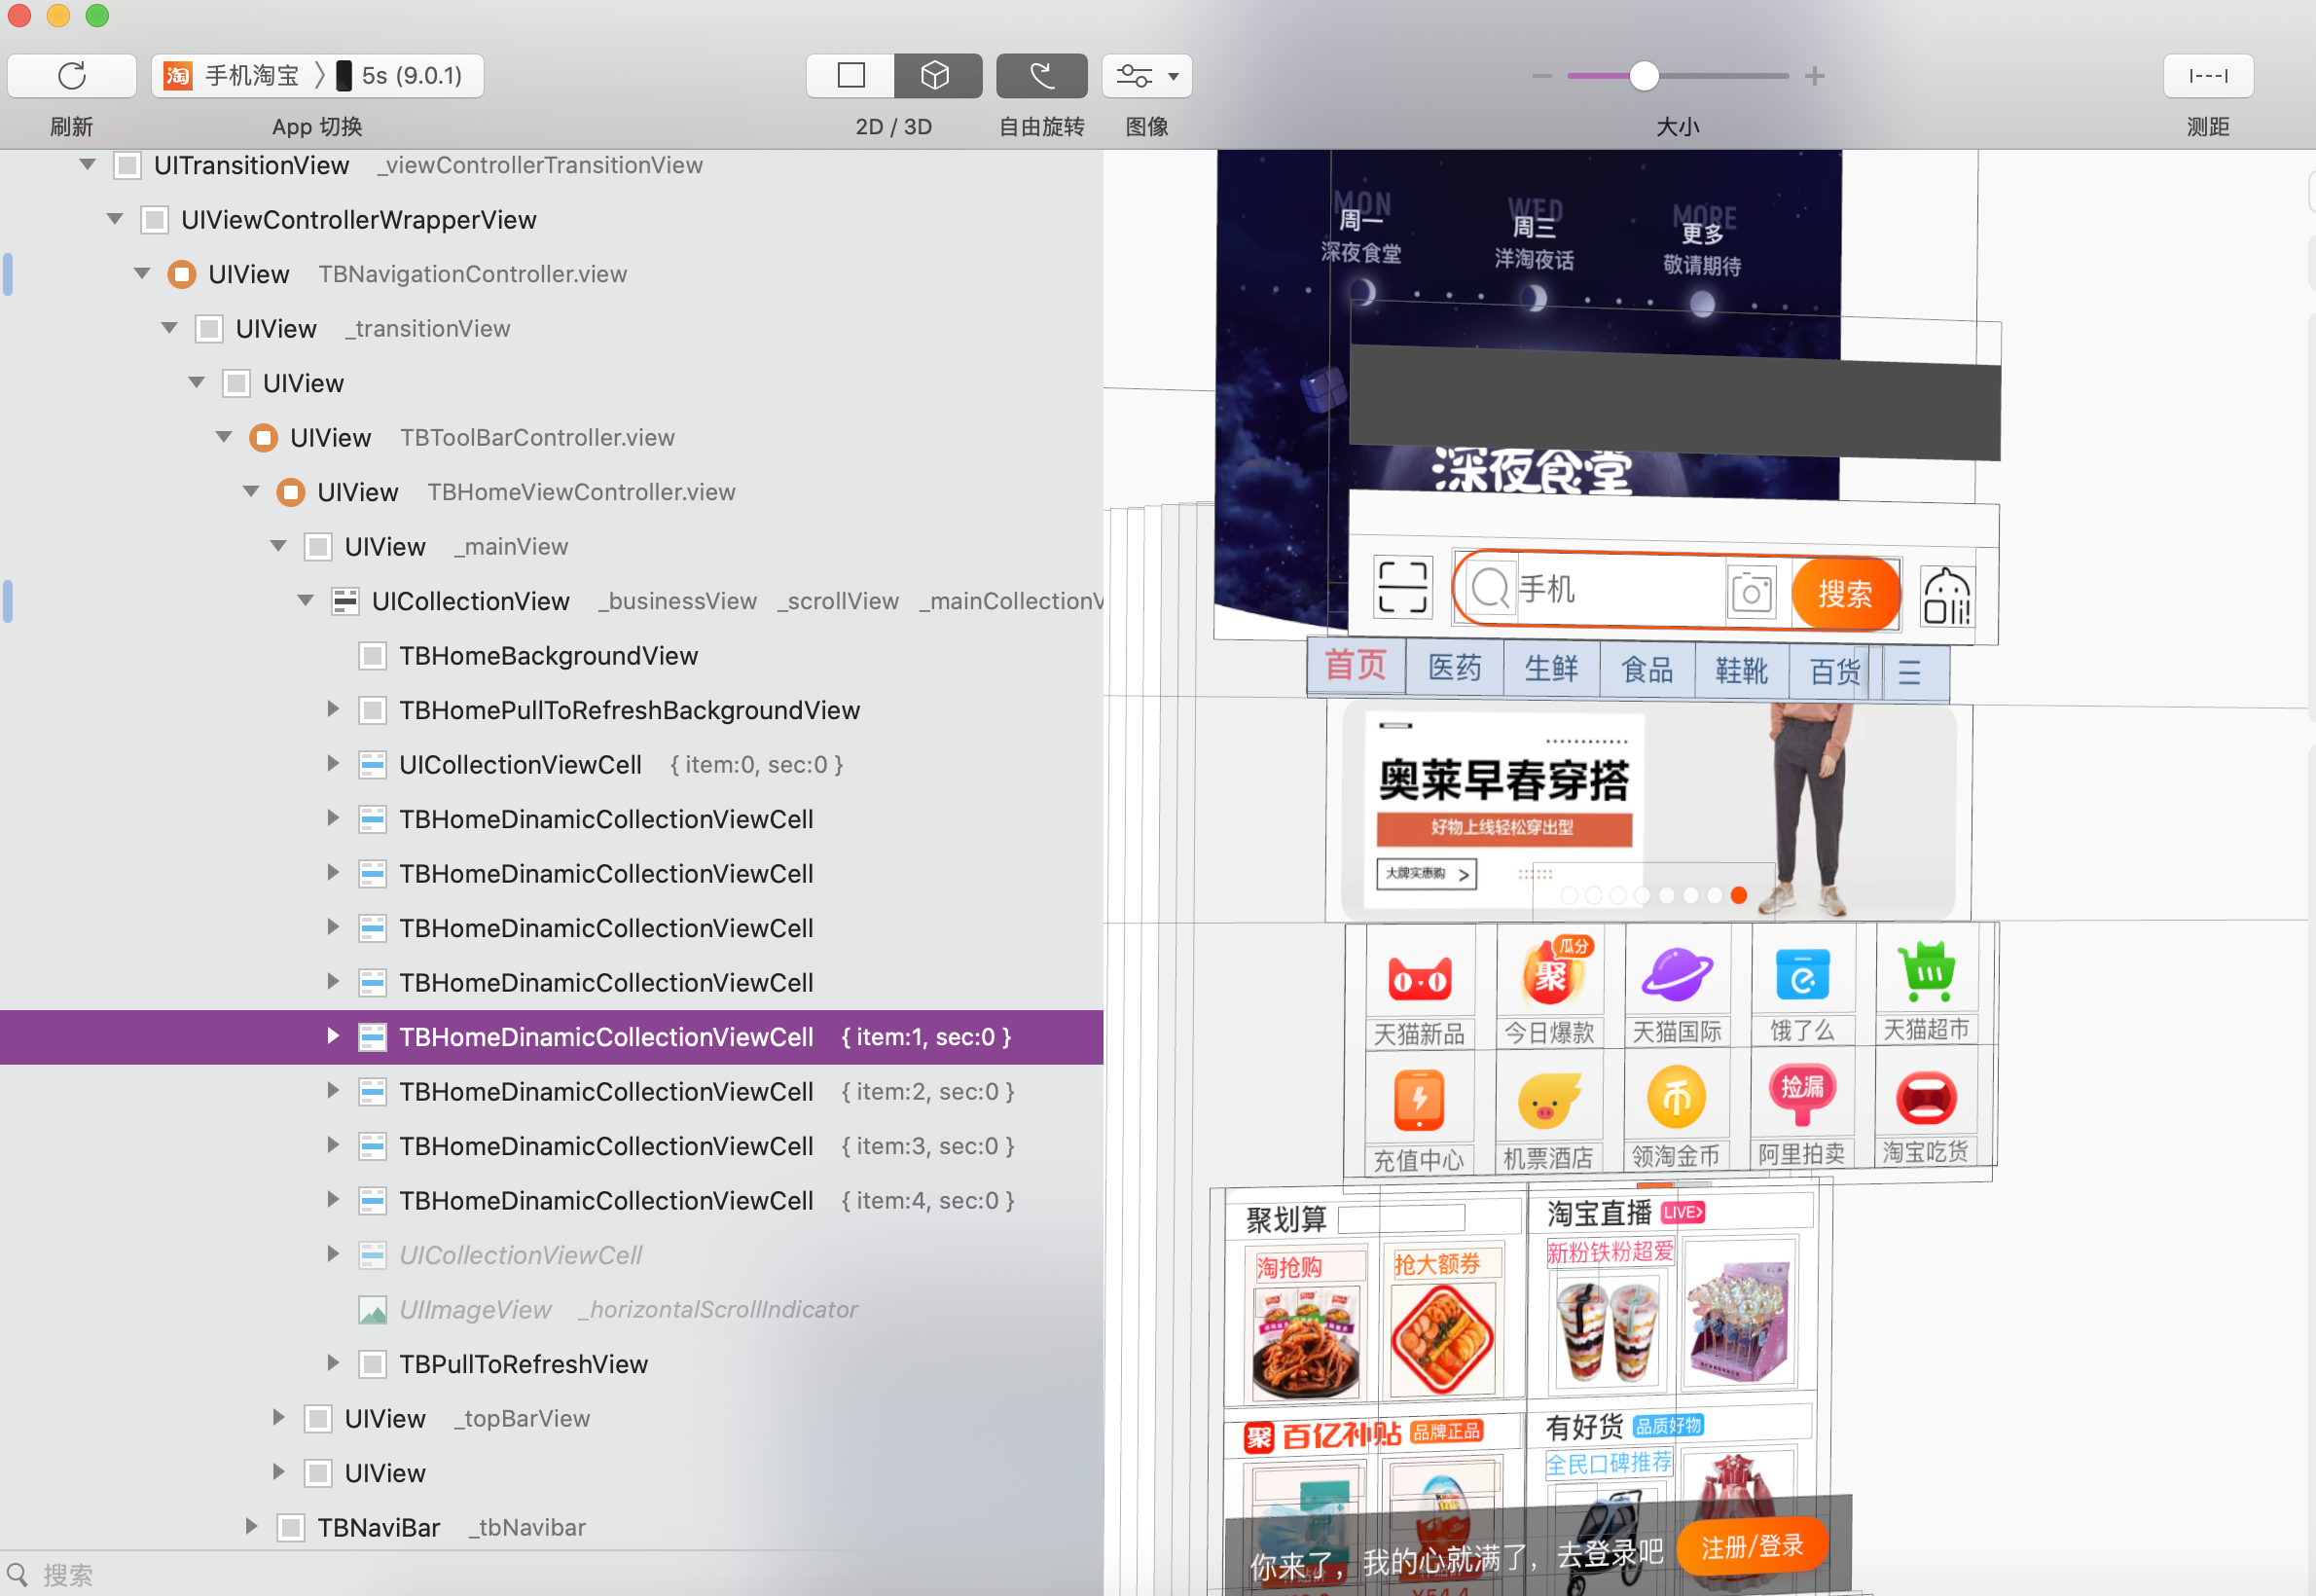 淘 手机淘宝 〉 5s (9.0.1)
刷新
App 切换
2D / 3D
自由旋转
图像
大小
测距
UITransitionView _viewControllerTransitionView
UIViewControllerWrapperView
UIView TBNavigationController.view
UIView _transitionView
UIView
UIView TBToolBarController.view
UIView TBHomeViewController.view
UIView _mainView
UICollectionView _businessView _scrollView _mainCollectionV
TBHomeBackgroundView
TBHomePullToRefreshBackgroundView
UICollectionViewCell { item:0, sec:0 }
TBHomeDinamicCollectionViewCell
TBHomeDinamicCollectionViewCell
TBHomeDinamicCollectionViewCell
TBHomeDinamicCollectionViewCell
TBHomeDinamicCollectionViewCell { item:1, sec:0 }
TBHomeDinamicCollectionViewCell { item:2, sec:0 }
TBHomeDinamicCollectionViewCell { item:3, sec:0 }
TBHomeDinamicCollectionViewCell { item:4, sec:0 }
UICollectionViewCell
UIImageView _horizontalScrollIndicator
TBPullToRefreshView
UIView _topBarView
UIView
TBNaviBar _tbNavibar
搜索
MON WED MORE
周一 周三 更多
深夜食堂 洋淘夜话 敬请期待
深夜食堂
手机 搜索
首页 医药 生鲜 食品 鞋靴 百货
奥莱早春穿搭
好物上线轻松穿出型
大牌实惠购 >
瓜分
聚
天猫新品 今日爆款 天猫国际 饿了么 天猫超市
捡漏
充值中心 机票酒店 领淘金币 阿里拍卖 淘宝吃货
聚划算 淘宝直播 LIVE>
淘抢购 抢大额券 新粉铁粉超爱
聚 百亿补贴 品牌正品 有好货 品质好物
全民口碑推荐
你来了，我的心就满了，去登录吧 注册/登录